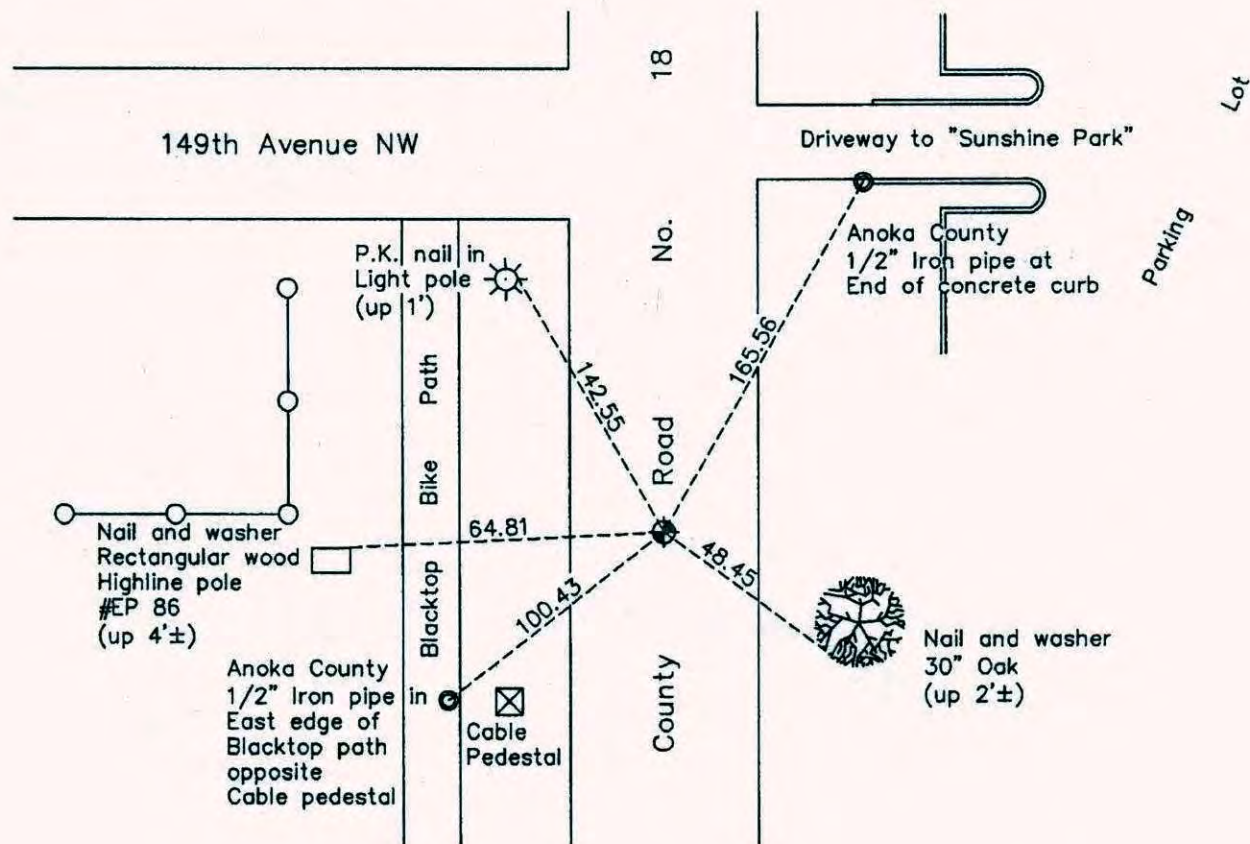 18
Lot
149th Avenue NW
Driveway to "Sunshine Park"
No.
Parking
P.K. nail in
Light pole
(up 1')
Anoka County
1/2" Iron pipe at
End of concrete curb
Path
142.55
165.56
Road
Bike
64.81
48.45
Nail and washer
Rectangular wood
Highline pole
#EP 86
(up 4'±)
Blacktop
100.43
Nail and washer
30" Oak
(up 2'±)
Anoka County
1/2" Iron pipe in
East edge of
Blacktop path
opposite
Cable pedestal
Cable
Pedestal
County